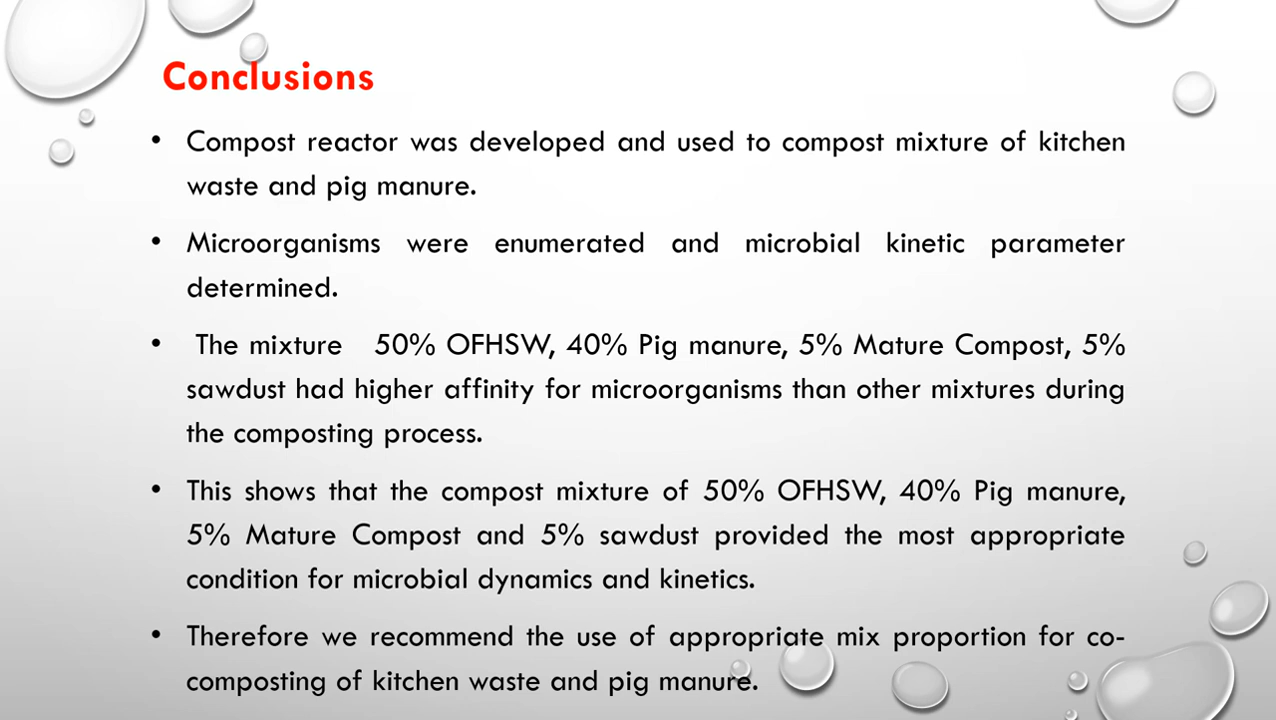 Conclusions
• Compost reactor was developed and used to compost mixture of kitchen
waste and pig manure.
• Microorganisms were enumerated and microbial kinetic parameter
determined.
• The mixture 50% OFHSW, 40% Pig manure, 5% Mature Compost, 5%
sawdust had higher affinity for microorganisms than other mixtures during
the composting process.
• This shows that the compost mixture of 50% OFHSW, 40% Pig manure,
5% Mature Compost and 5% sawdust provided the most appropriate
condition for microbial dynamics and kinetics.
• Therefore we recommend the use of appropriate mix proportion for co-
composting of kitchen waste and pig manure.